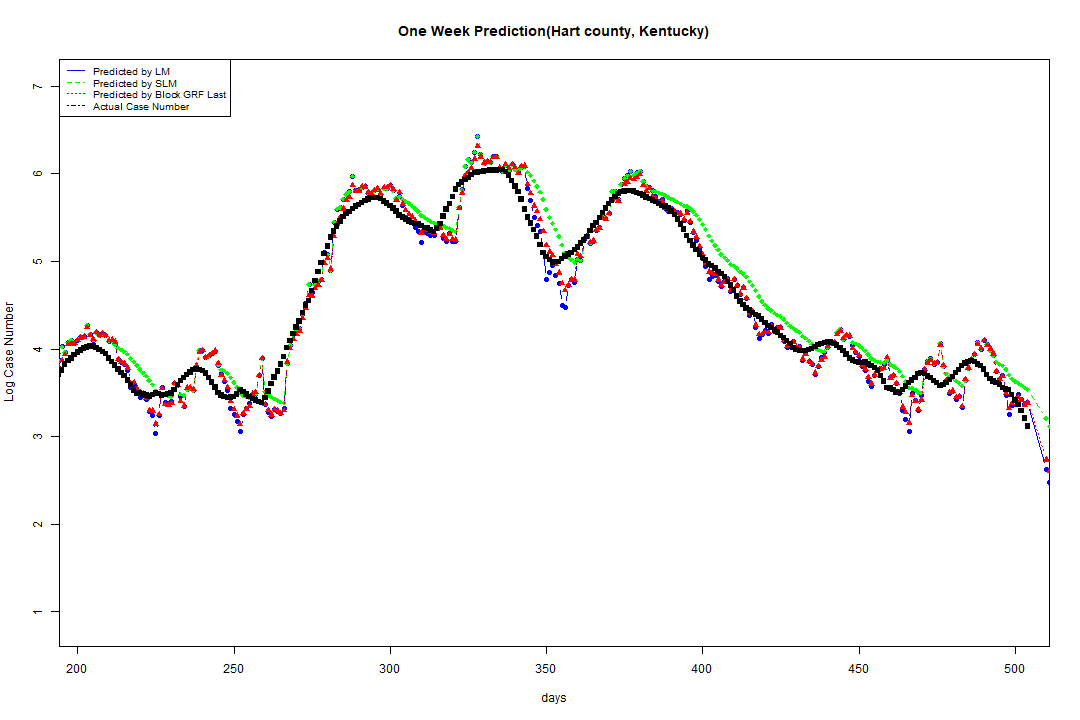 One Week Prediction(Hart county, Kentucky)
Predicted by LM
Predicted by SLM
Predicted by Block GRF Last
Actual Case Number
7
6
5
4
3
2
1
Log Case Number
200 250 300 350 400 450 500
days